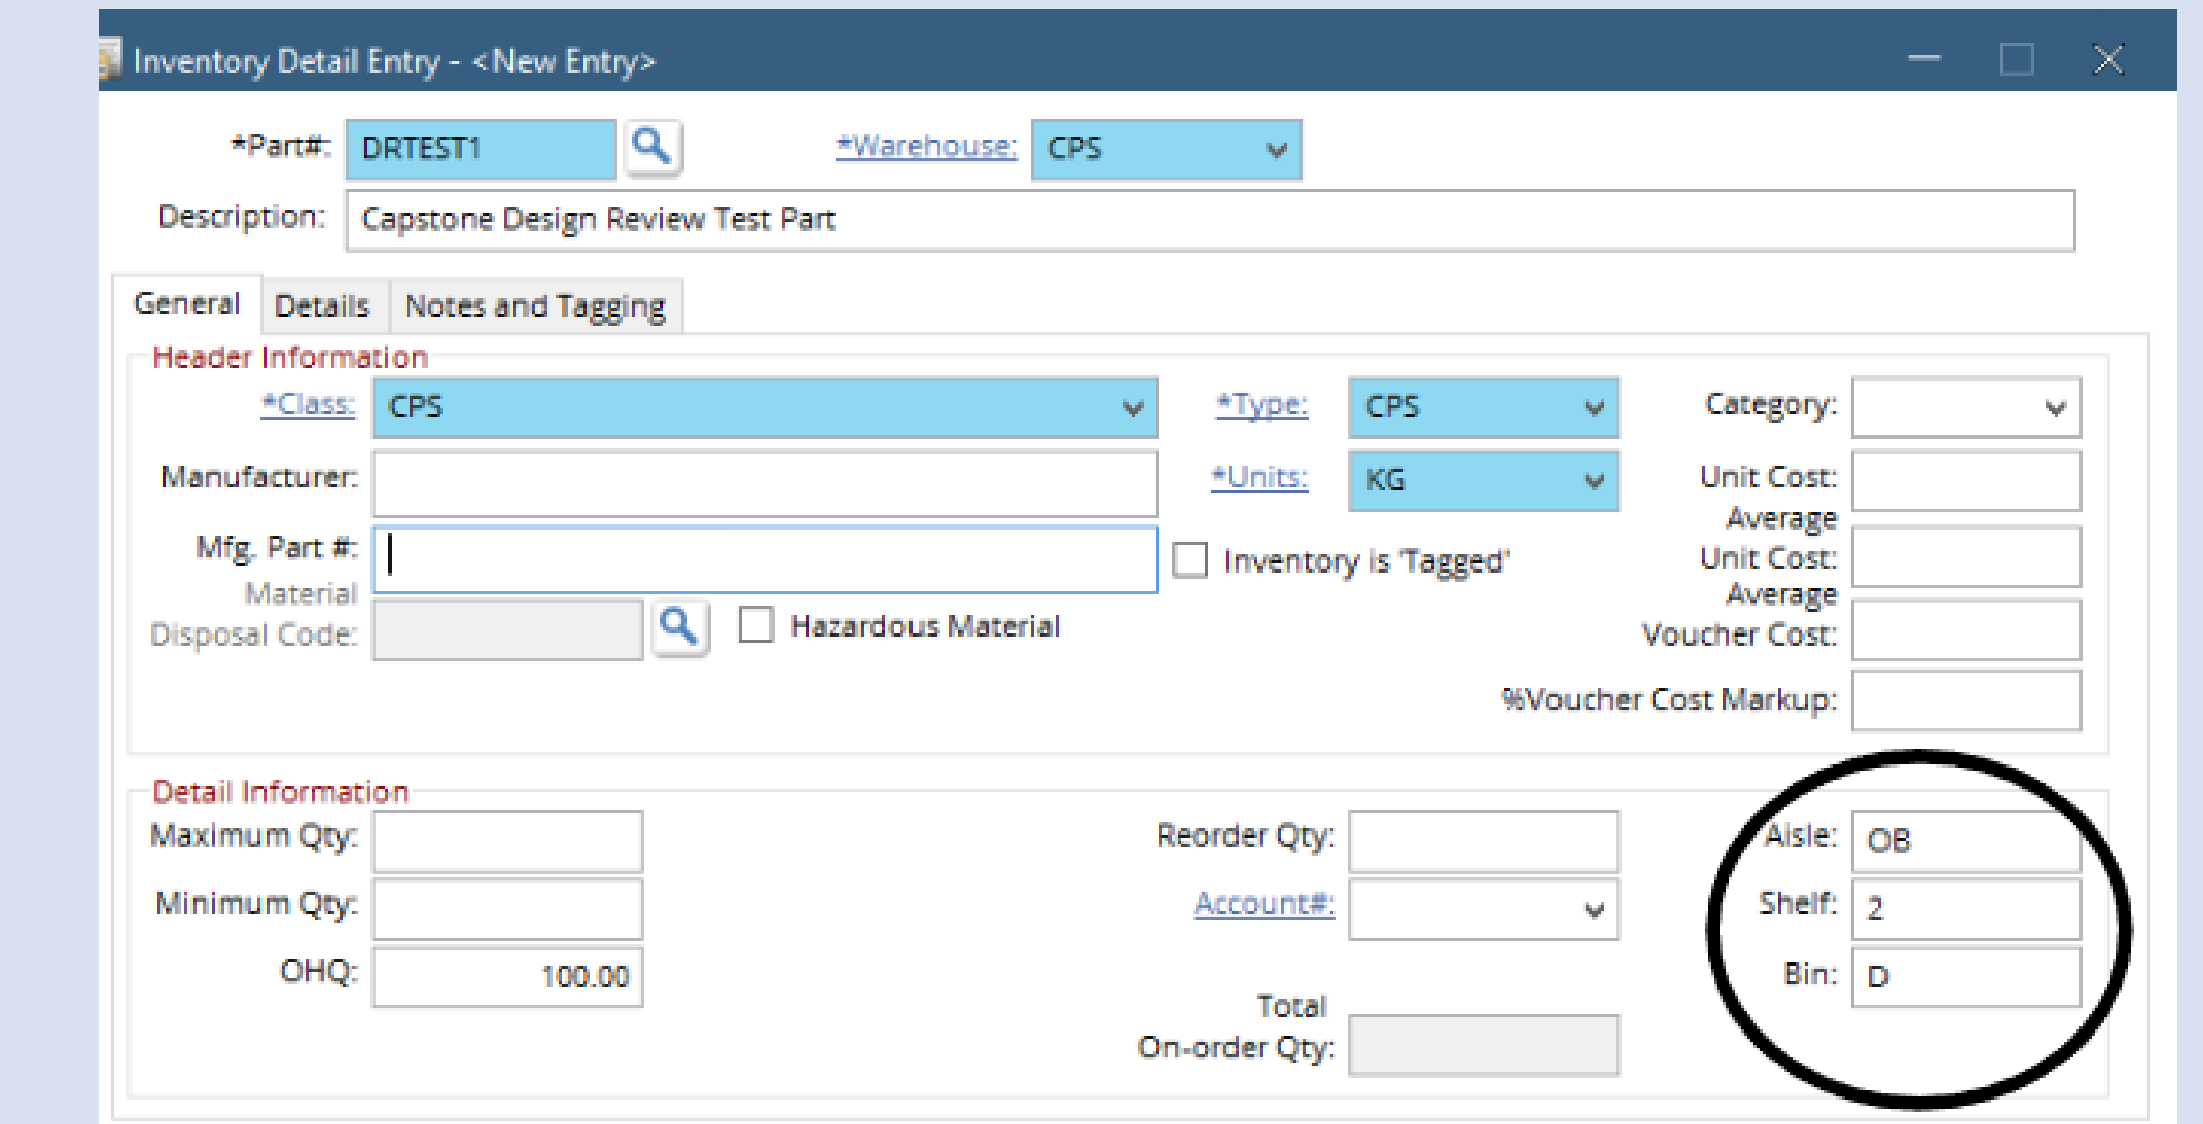 Inventory Detail Entry - <New Entry>
*Part#: DRTEST1 *Warehouse: CPS
Description: Capstone Design Review Test Part
General Details Notes and Tagging
Header Information
*Class: CPS *Type: CPS Category:
Manufacturer: *Units: KG Unit Cost:
Mfg. Part #: Inventory is 'Tagged' Average
Unit Cost:
Material
Disposal Code: Hazardous Material Average
Voucher Cost:
%Voucher Cost Markup:
Detail Information
Maximum Qty: Reorder Qty: Aisle: OB
Minimum Qty: Account#: Shelf: 2
OHQ: 100.00 Bin: D
Total
On-order Qty: